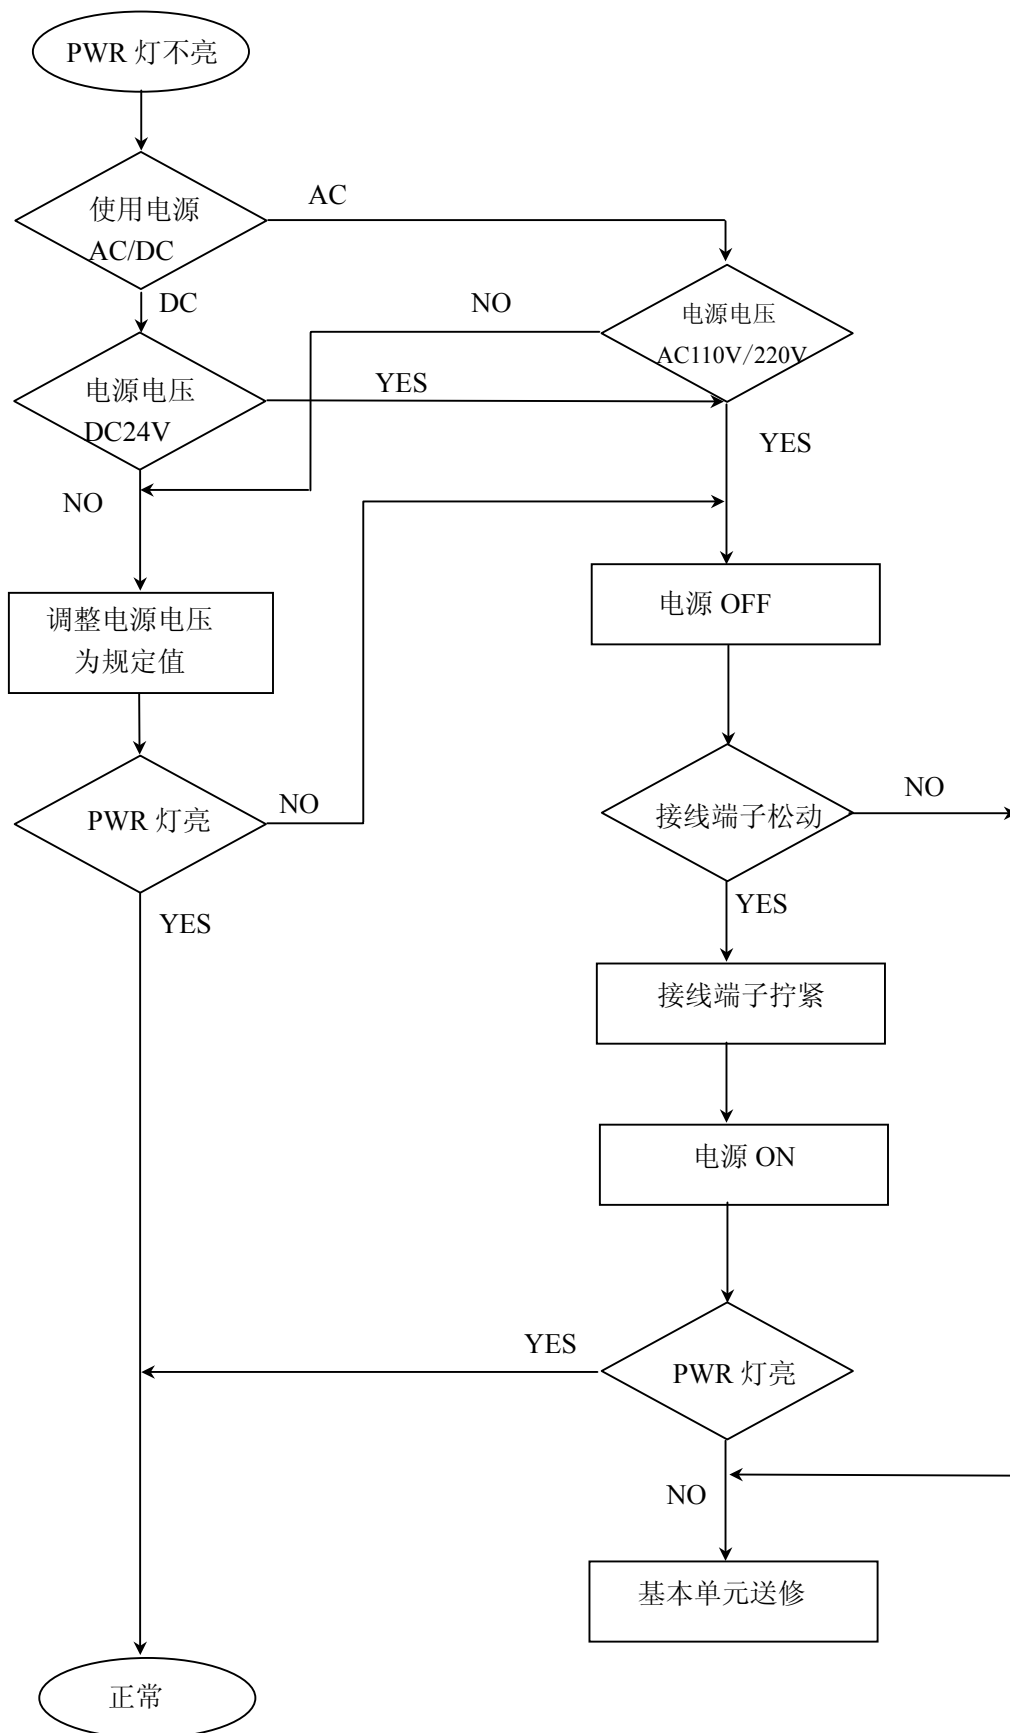 PWR 灯不亮
AC
使用电源
AC/DC
DC
NO
电源电压
AC110V/220V
电源电压
DC24V
YES
YES
NO
电源 OFF
调整电源电压
为规定值
NO
PWR 灯亮
NO
接线端子松动
YES
YES
接线端子拧紧
电源 ON
YES
PWR 灯亮
NO
基本单元送修
正常